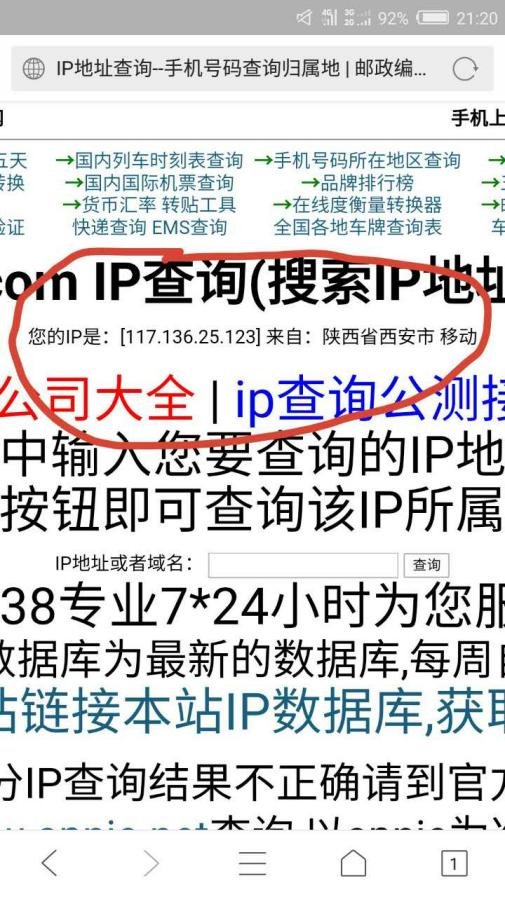 4G 3G 2G 92% 21:20
IP地址查询--手机号码查询归属地 | 邮政编...
手机上
五天 →国内列车时刻表查询 →手机号码所在地区查询 →
转换 →国内国际机票查询 →品牌排行榜 →
→货币汇率 转贴工具 →在线度衡量转换器 →
验证 快递查询 EMS查询 全国各地车牌查询表 车
com IP查询(搜索IP地址
您的IP是：[117.136.25.123] 来自：陕西省西安市 移动
公司大全 | ip查询公测接
中输入您要查询的IP地
按钮即可查询该IP所属
IP地址或者域名： 查询
38专业7*24小时为您服
数据库为最新的数据库,每周自
站链接本站IP数据库,获取
分IP查询结果不正确请到官方
1